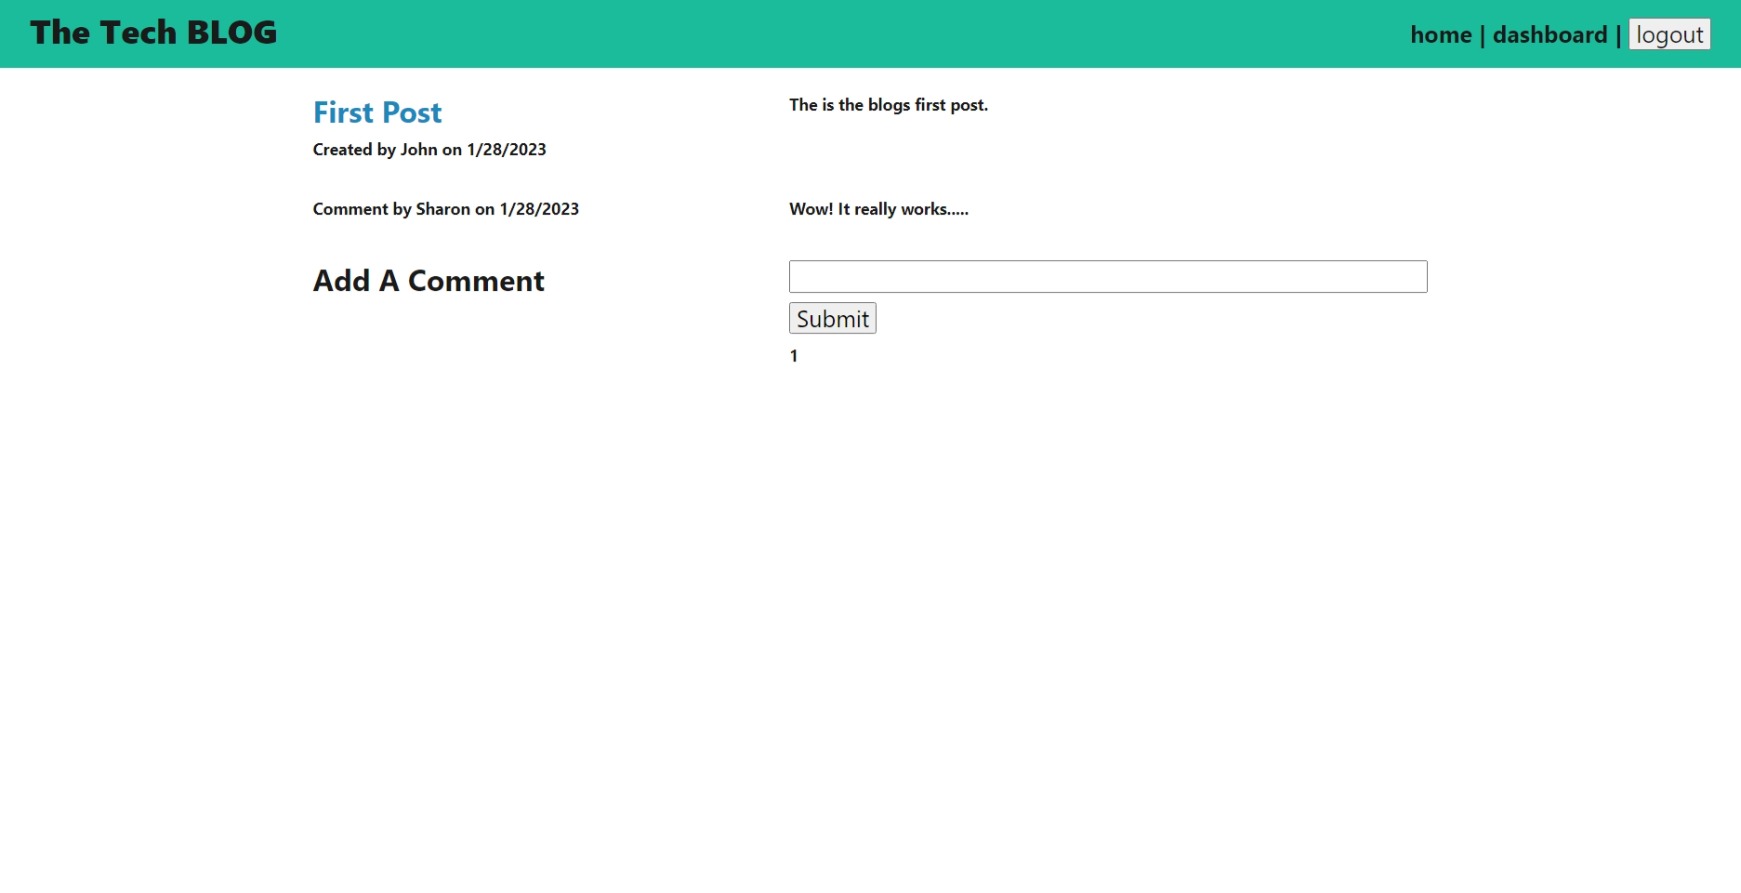 The Tech BLOG
home | dashboard | logout
First Post
The is the blogs first post.
Created by John on 1/28/2023
Comment by Sharon on 1/28/2023
Wow! It really works.....
Add A Comment
Submit
1